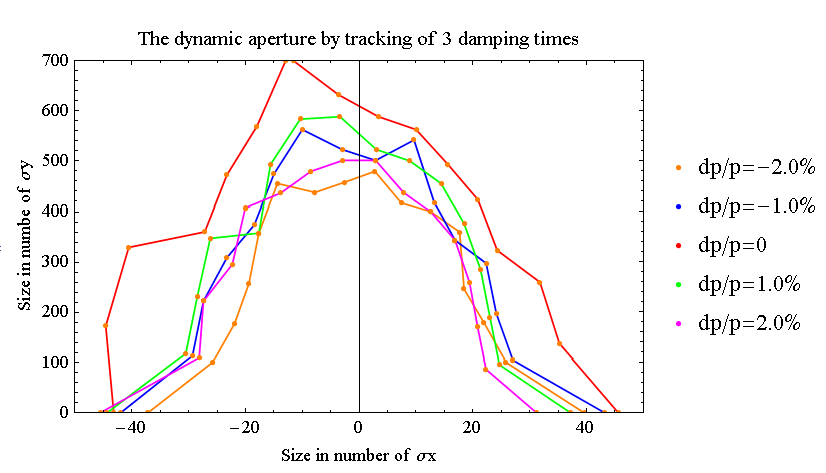 The dynamic aperture by tracking of 3 damping times
700
600
500
400
300
200
100
0
Size in numbe of σy
−40
−20
0
20
40
Size in number of σx
dp/p=−2.0%
dp/p=−1.0%
dp/p=0
dp/p=1.0%
dp/p=2.0%